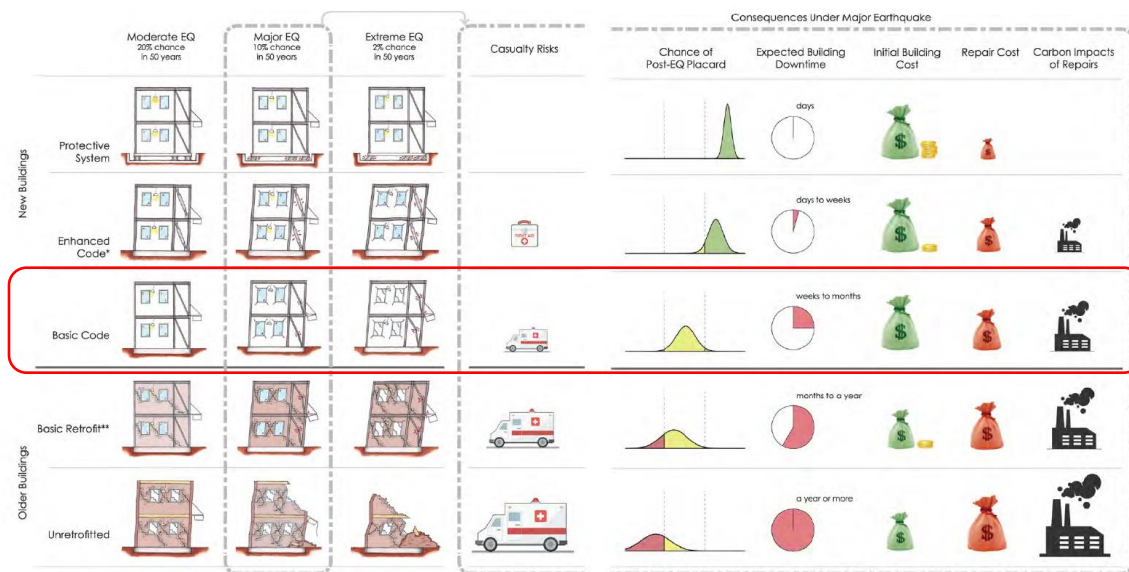 Consequences Under Major Earthquake
Moderate EQ
20% chance
in 50 years
Major EQ
10% chance
in 50 years
Extreme EQ
2% chance
in 50 years
Casualty Risks
Chance of
Post-EQ Placard
Expected Building
Downtime
Initial Building
Cost
Repair Cost
Carbon Impacts
of Repairs
New Buildings
Protective
System
days
$
Enhanced
Code*
FIRST AID
days to weeks
$
Basic Code
weeks to months
$
$
Older Buildings
Basic Retrofit**
months to a year
$
$
Unretrofitted
a year or more
$
$